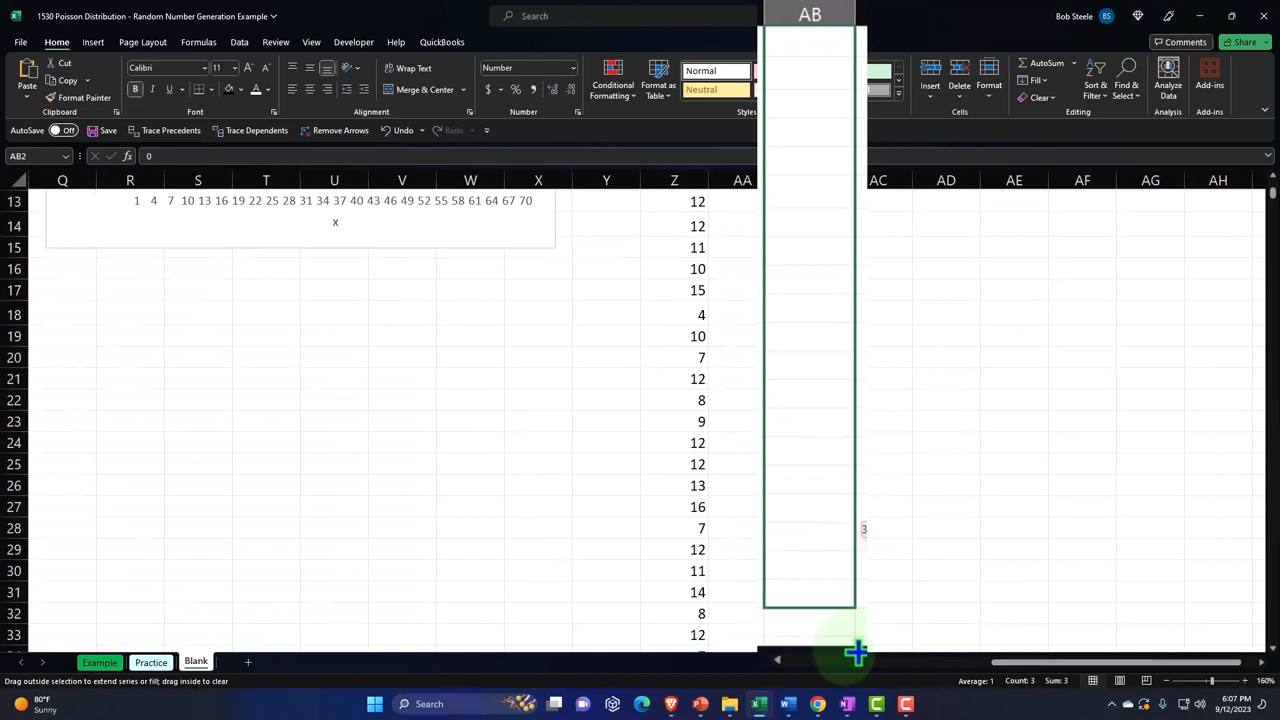 1530 Poisson Distribution - Random Number Generation Example
Search
Bob Steele BS
File Home Insert Page Layout Formulas Data Review View Developer Help QuickBooks Comments Share
Paste Cut Copy Format Painter Clipboard
Calibri 11 B I U A Font
Wrap Text Merge & Center Alignment
Number $ % Number
Conditional Formatting Format as Table Normal Neutral Styles
Insert Delete Format Cells
AutoSum Fill Clear Sort & Filter Find & Select Editing
Analyze Data Analysis Add-ins Add-ins
AutoSave Off Save Trace Precedents Trace Dependents Remove Arrows Undo Redo
AB2 fx 0
Q R S T U V W X Y Z AA AB AC AD AE AF AG AH
13 1 4 7 10 13 16 19 22 25 28 31 34 37 40 43 46 49 52 55 58 61 64 67 70 12
14 x 12
15 11
16 10
17 15
18 4
19 10
20 7
21 12
22 8
23 9
24 12
25 12
26 13
27 16
28 7
29 12
30 11
31 14
32 8
33 12
Example Practice Blank
Drag outside selection to extend series or fill; drag inside to clear Average: 1 Count: 3 Sum: 3 160%
80°F
Sunny
Search
6:07 PM
9/12/2023